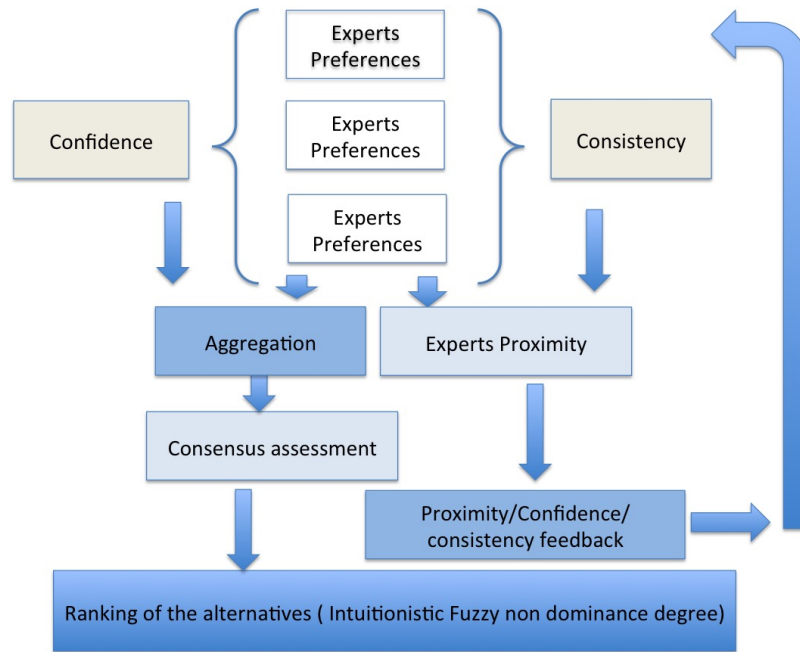 Experts
Preferences
Confidence
Experts
Preferences
Consistency
Experts
Preferences
Aggregation
Experts Proximity
Consensus assessment
Proximity/Confidence/
consistency feedback
Ranking of the alternatives ( Intuitionistic Fuzzy non dominance degree)